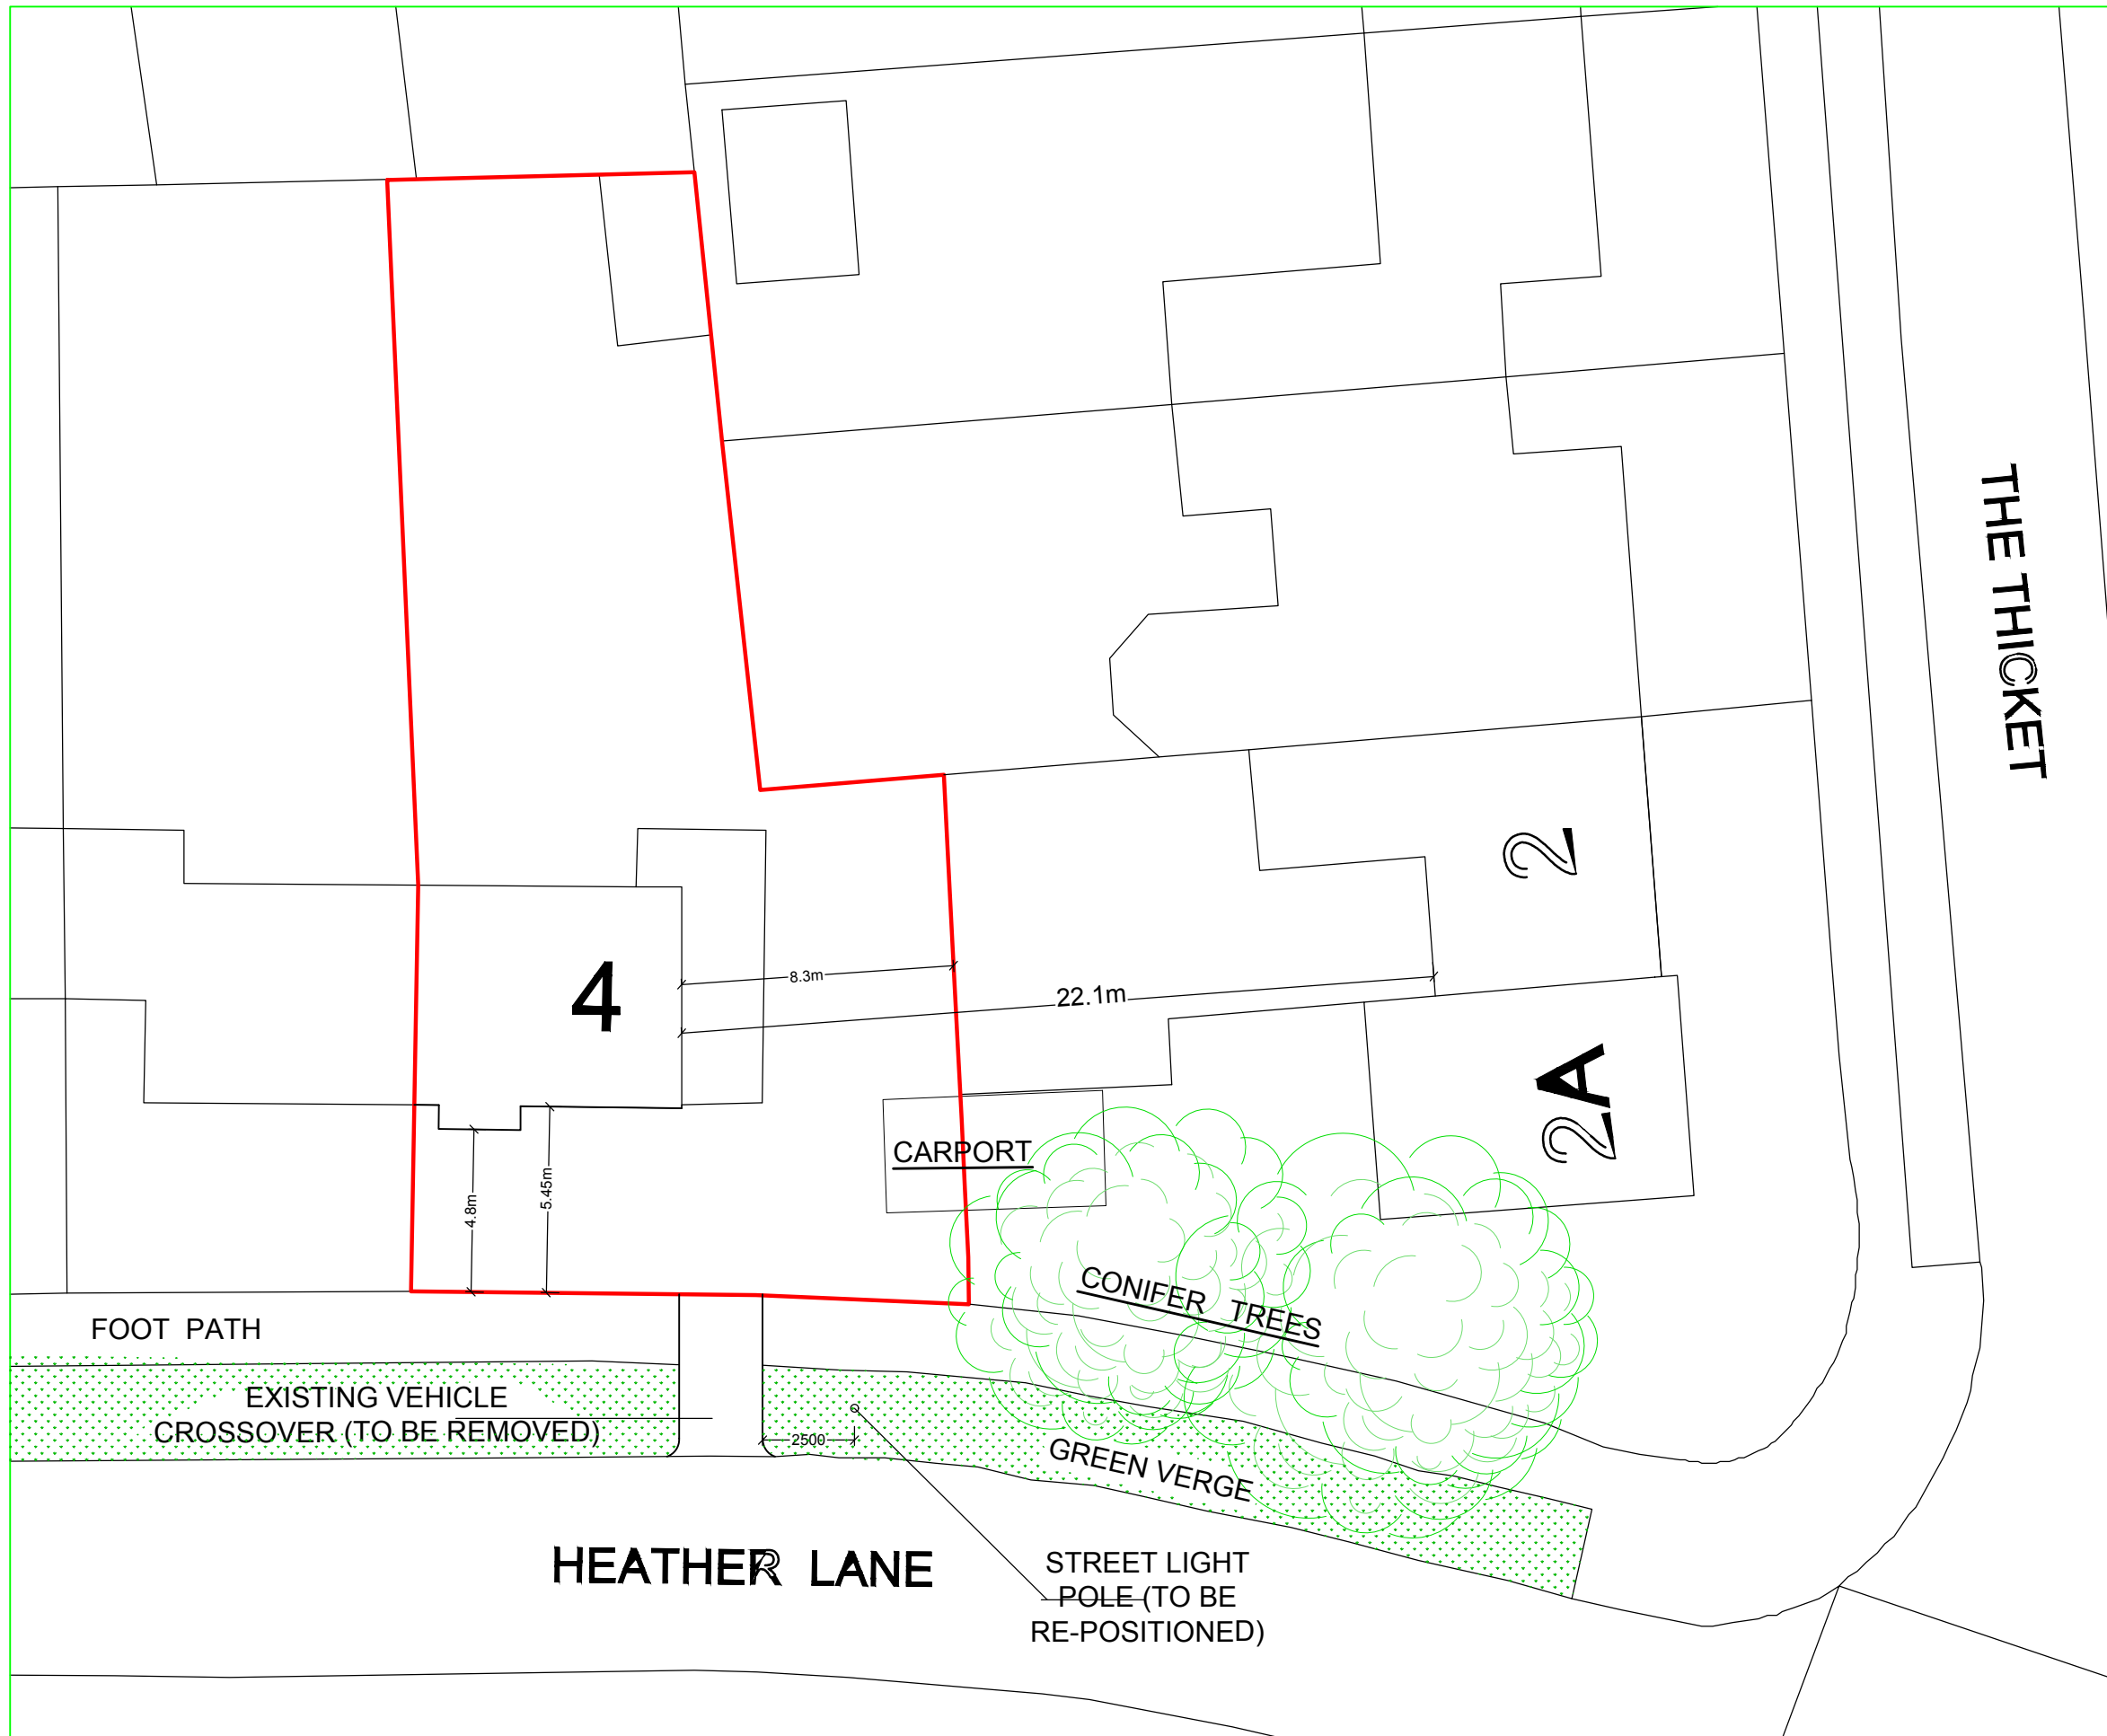 THE THICKET
2
4
8.3m
22.1m
2A
CARPORT
4.8m
5.45m
CONIFER TREES
FOOT PATH
EXISTING VEHICLE
CROSSOVER (TO BE REMOVED)
2500
GREEN VERGE
HEATHER LANE
STREET LIGHT
POLE (TO BE
RE-POSITIONED)